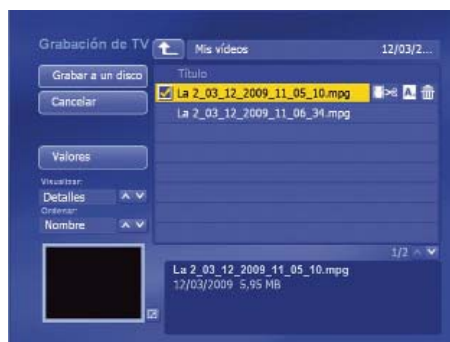 Grabación de TV
Mis vídeos 12/03/2...
Grabar a un disco
Cancelar
Valores
Visualizar:
Detalles
Ordenar:
Nombre
Título
La 2_03_12_2009_11_05_10.mpg
La 2_03_12_2009_11_06_34.mpg
1/2
La 2_03_12_2009_11_05_10.mpg
12/03/2009 5,95 MB